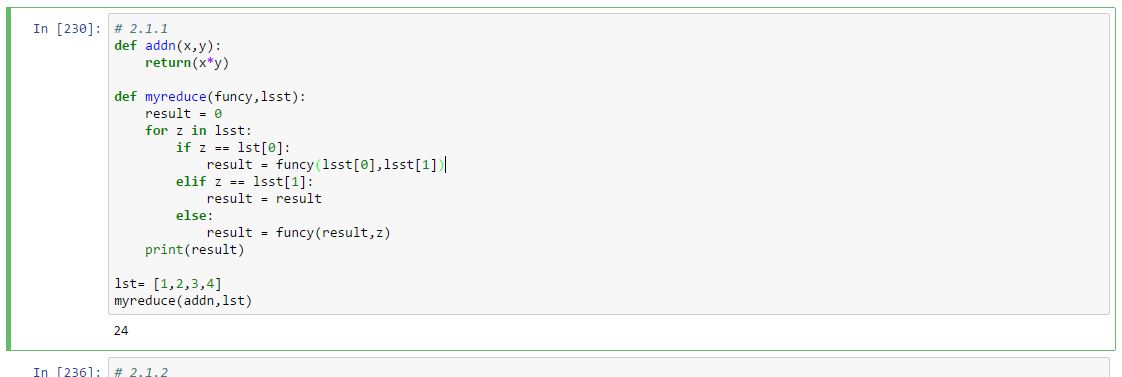 In [230]: # 2.1.1
def addn(x,y):
    return(x*y)

def myreduce(funcy,lsst):
    result = 0
    for z in lsst:
        if z == lst[0]:
            result = funcy(lsst[0],lsst[1])
        elif z == lsst[1]:
            result = result
        else:
            result = funcy(result,z)
    print(result)

lst= [1,2,3,4]
myreduce(addn,lst)
24
In [236]: # 2.1.2